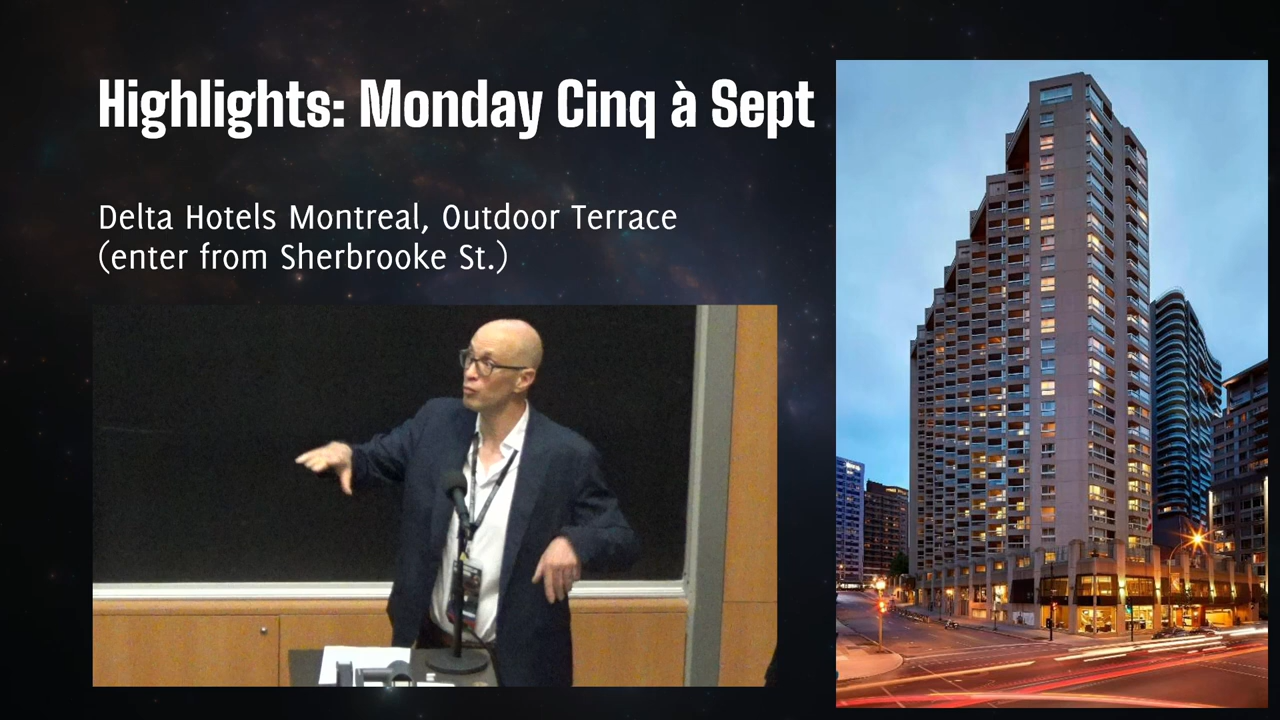 Highlights: Monday Cinq à Sept
Delta Hotels Montreal, Outdoor Terrace
(enter from Sherbrooke St.)